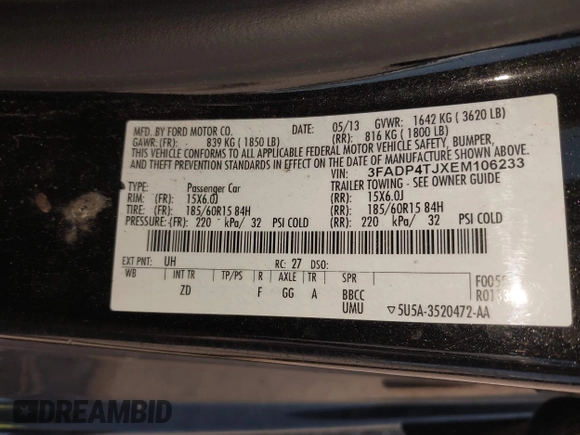 MFD. BY FORD MOTOR CO.
DATE: 05/13 GVWR: 1642 KG ( 3620 LB)
GAWR: (FR): 839 KG ( 1850 LB) (RR): 816 KG ( 1800 LB)
THIS VEHICLE CONFORMS TO ALL APPLICABLE FEDERAL MOTOR VEHICLE SAFETY, BUMPER,
AND THEFT PREVENTION STANDARDS IN EFFECT ON THE DATE OF MANUFACTURE SHOWN ABOVE.
VIN: 3FADP4TJXEM106233
TYPE: Passenger Car TRAILER TOWING - SEE OWNER GUIDE
RIM: (FR): 15X6.0J (RR): 15X6.0J
TIRE: (FR): 185/60R15 84H (RR): 185/60R15 84H
PRESSURE: (FR): 220 kPa/ 32 PSI COLD (RR): 220 kPa/ 32 PSI COLD
EXT PNT: UH RC: 27 DSO:
WB INT TR TP/PS R AXLE TR SPR
ZD F GG A BBCC
UMU
▽5U5A-3520472-AA
DREAMBID